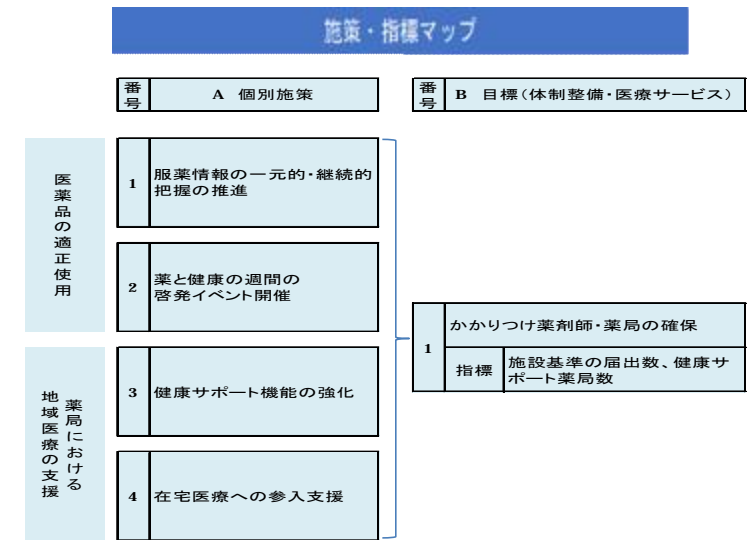 施策・指標マップ
番号
A 個別施策
番号
B 目標（体制整備・医療サービス）
医薬品の適正使用
1
服薬情報の一元的・継続的
把握の推進
2
薬と健康の週間の
啓発イベント開催
薬局における
地域医療の支援
3
健康サポート機能の強化
4
在宅医療への参入支援
1
かかりつけ薬剤師・薬局の確保
指標
施設基準の届出数、健康サ
ポート薬局数